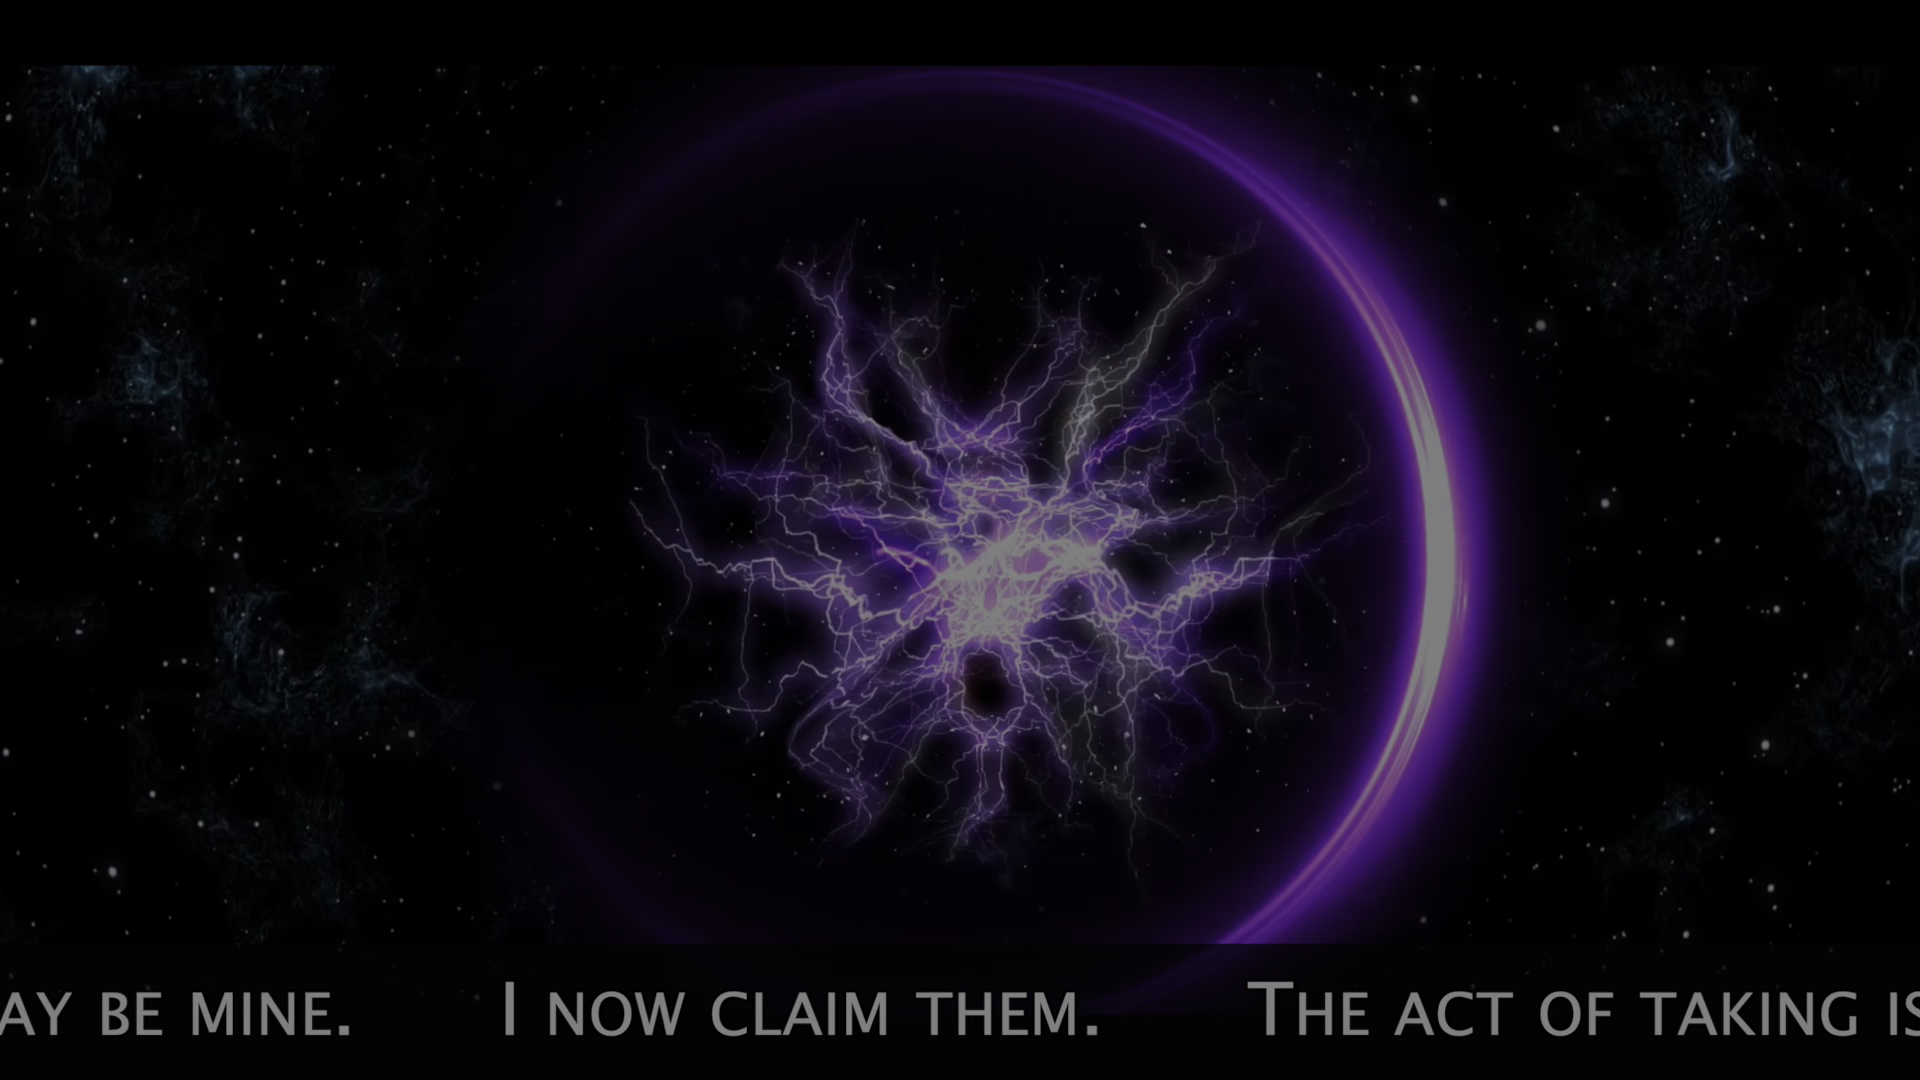 AY BE MINE. I NOW CLAIM THEM. THE ACT OF TAKING IS